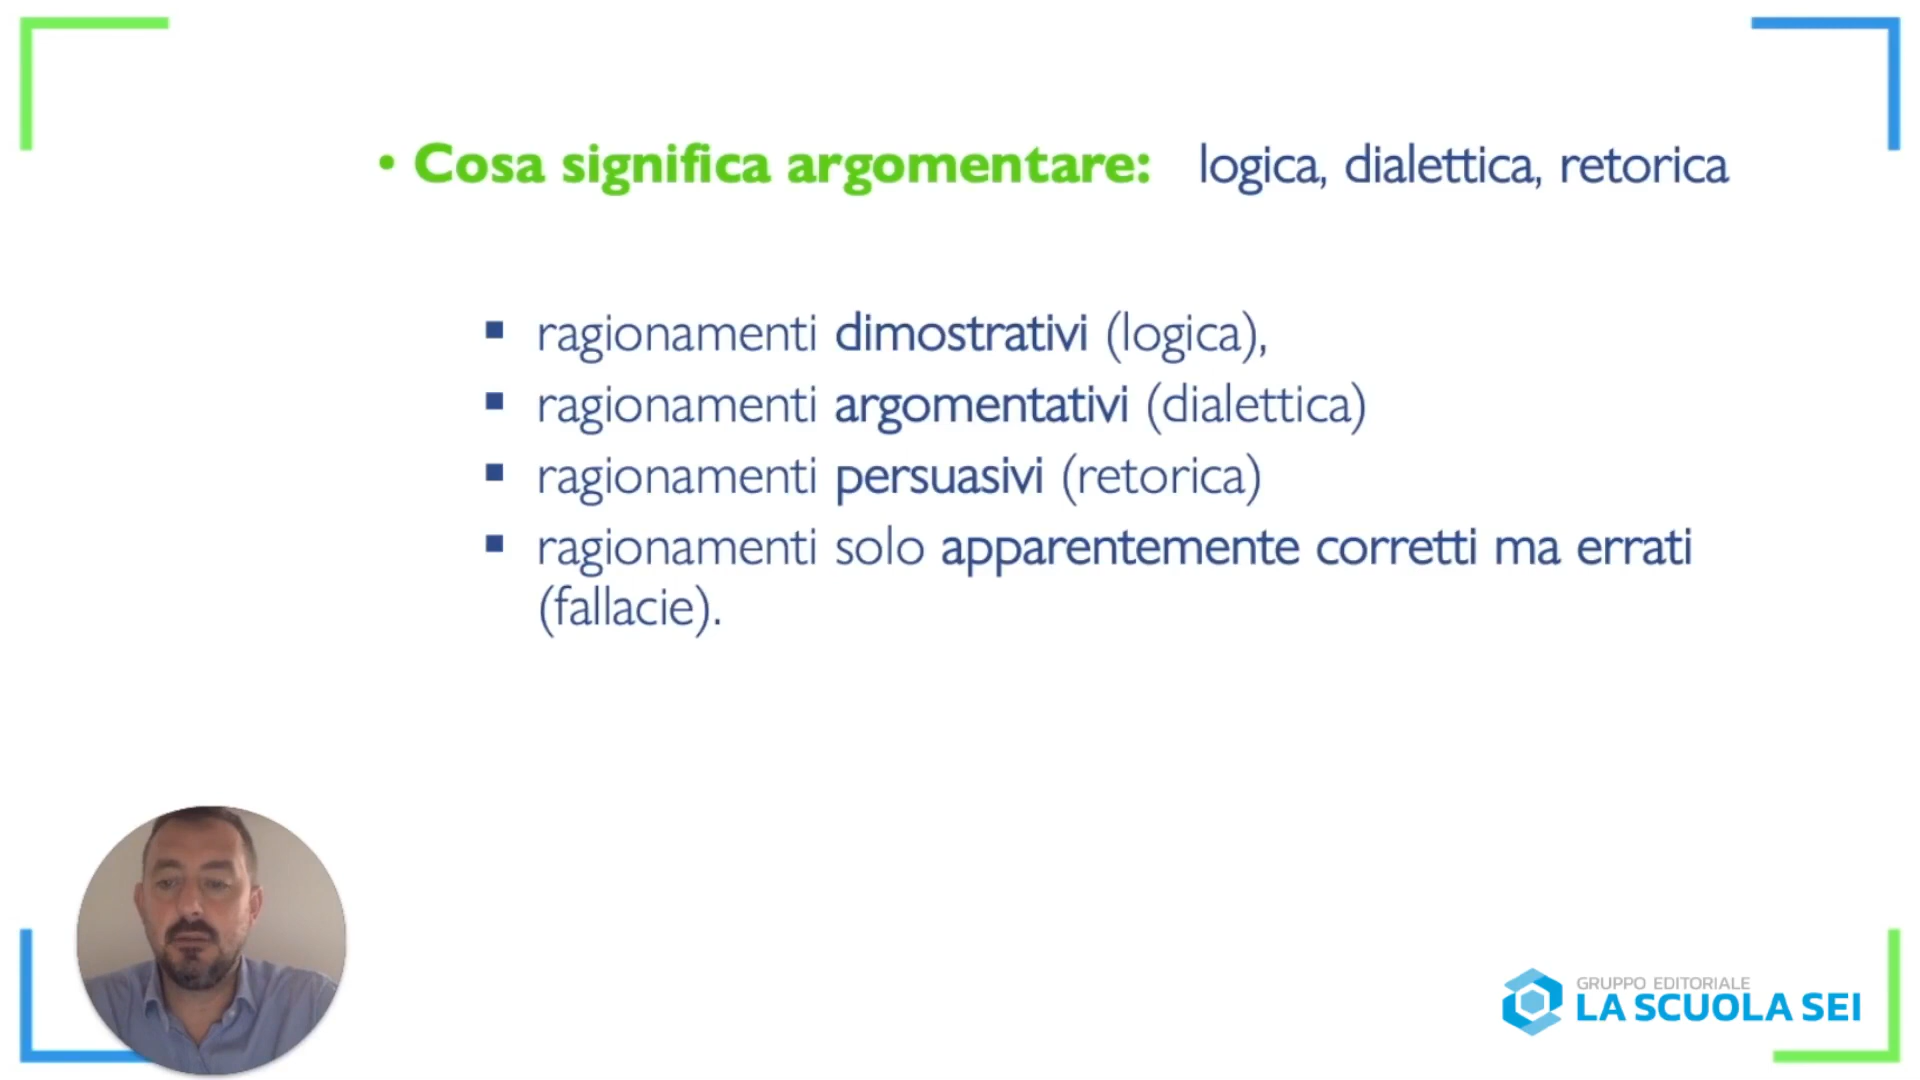 • Cosa significa argomentare: logica, dialettica, retorica
▪ ragionamenti dimostrativi (logica),
▪ ragionamenti argomentativi (dialettica)
▪ ragionamenti persuasivi (retorica)
▪ ragionamenti solo apparentemente corretti ma errati
(fallacie).
GRUPPO EDITORIALE
LA SCUOLA SEI